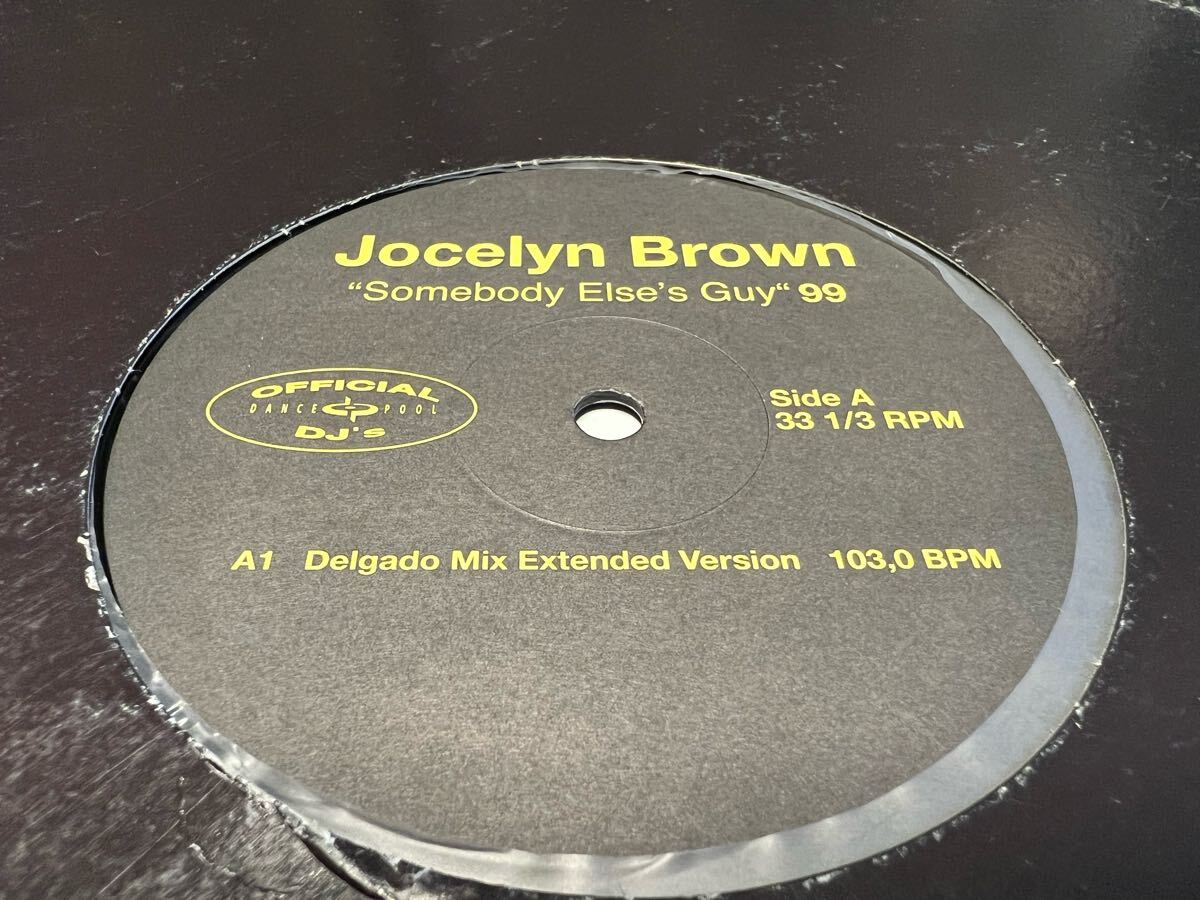 Jocelyn Brown
“Somebody Else’s Guy“ 99
OFFICIAL
DANCE POOL
DJ's
Side A
33 1/3 RPM
A1 Delgado Mix Extended Version 103,0 BPM